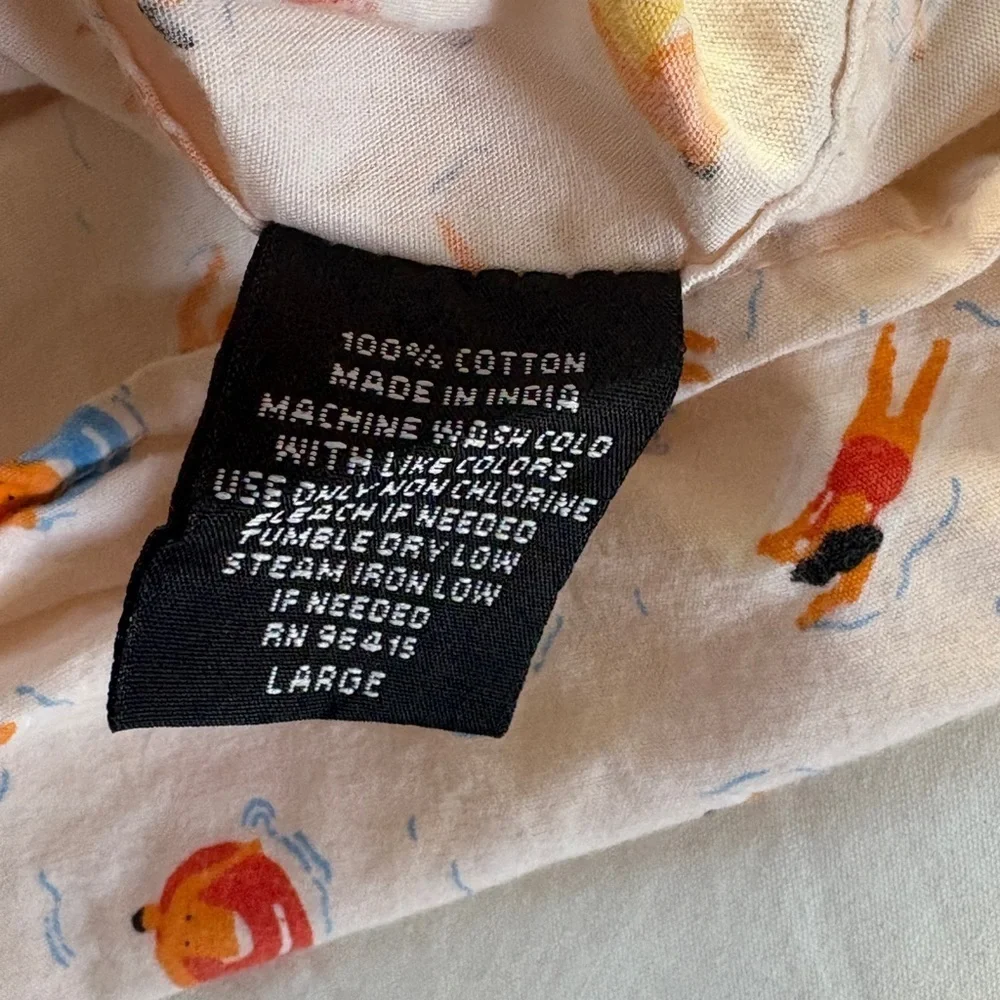 100% COTTON
MADE IN INDIA
MACHINE WASH COLD
WITH LIKE COLORS
USE ONLY NON CHLORINE
BLEACH IF NEEDED
TUMBLE DRY LOW
STEAM IRON LOW
IF NEEDED
RN 96415
LARGE